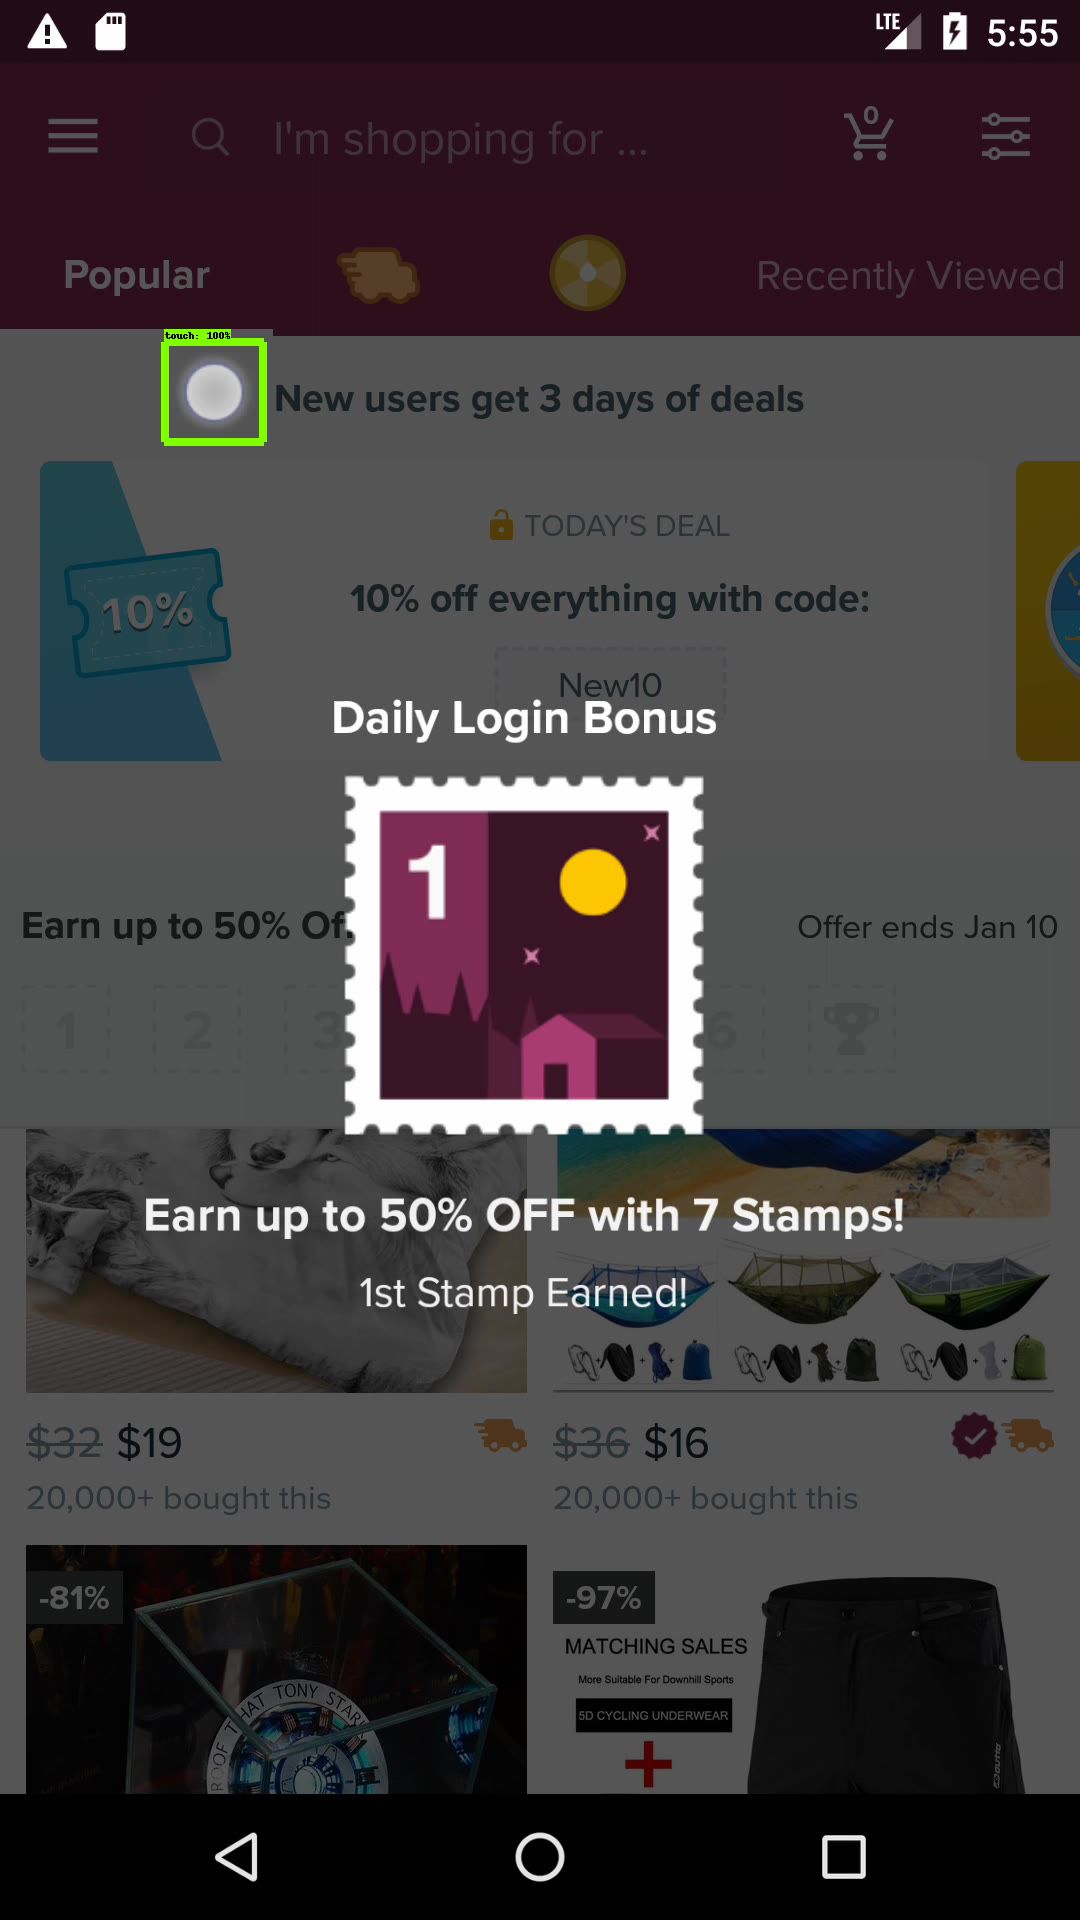 LTE 5:55
I'm shopping for ...
0
Popular
Recently Viewed
touch: 100%
New users get 3 days of deals
TODAY'S DEAL
10%
10% off everything with code:
New10
Daily Login Bonus
1
Earn up to 50% Of
Offer ends Jan 10
1 2 3 6
Earn up to 50% OFF with 7 Stamps!
1st Stamp Earned!
$32 $19
20,000+ bought this
$36 $16
20,000+ bought this
-81%
PROOF THAT TONY STAR
-97%
MATCHING SALES
More Suitable For Downhill Sports
5D CYCLING UNDERWEAR